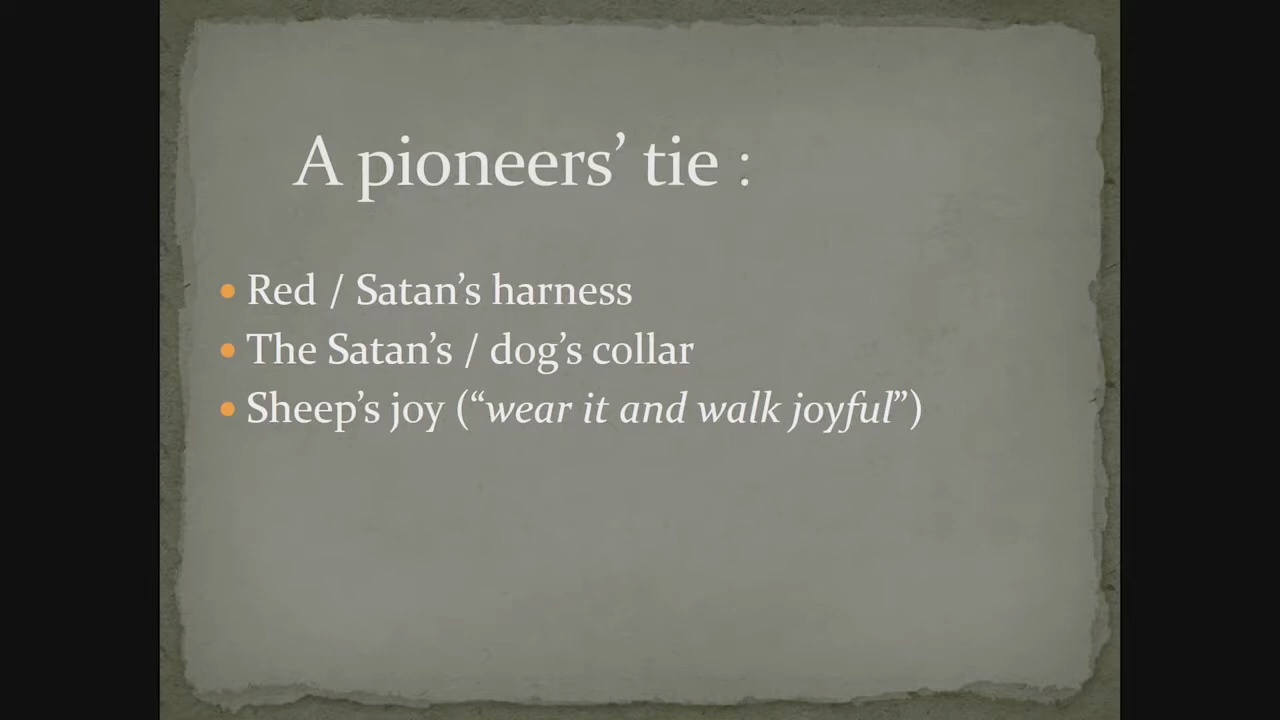 A pioneers’ tie :
• Red / Satan’s harness
• The Satan’s / dog’s collar
• Sheep’s joy (“wear it and walk joyful”)